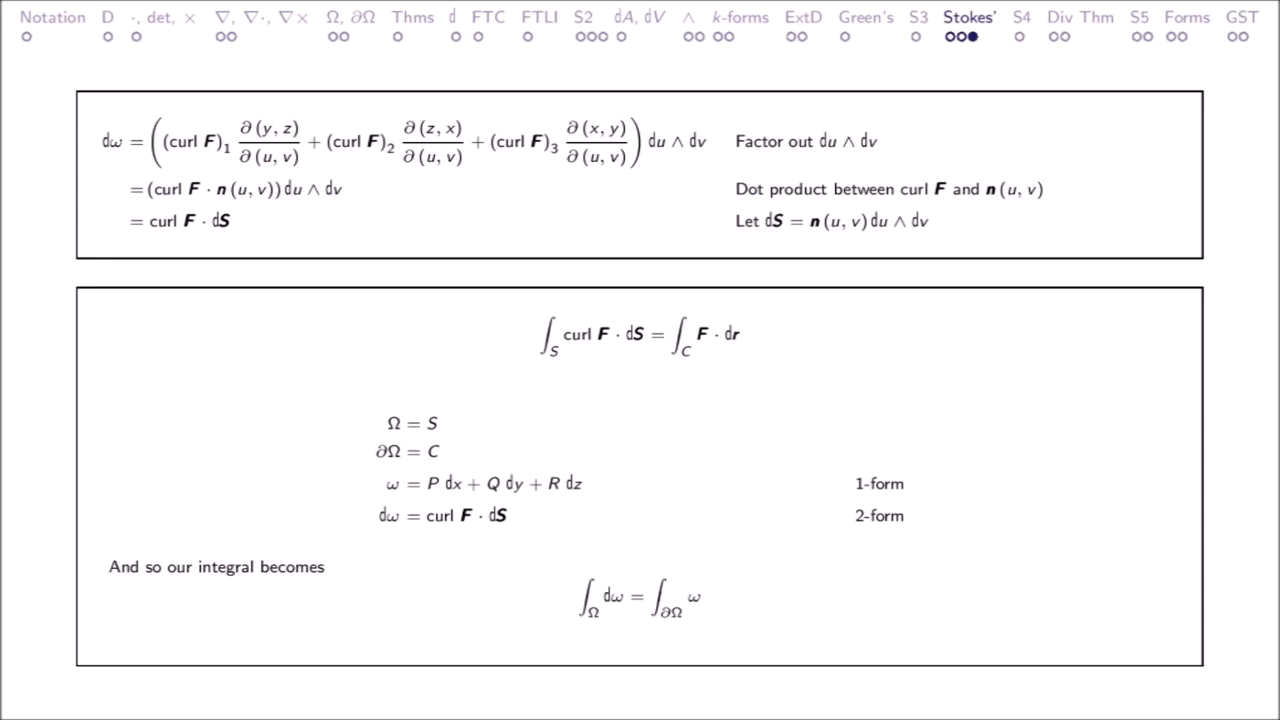 Notation D ·, det, × ∇, ∇·, ∇× Ω, ∂Ω Thms d FTC FTLI S2 dA, dV ∧ k-forms ExtD Green's S3 Stokes' S4 Div Thm S5 Forms GST
dω = ((curl F)₁ ∂(y, z)/∂(u, v) + (curl F)₂ ∂(z, x)/∂(u, v) + (curl F)₃ ∂(x, y)/∂(u, v)) du ∧ dv Factor out du ∧ dv
= (curl F · n(u, v)) du ∧ dv Dot product between curl F and n(u, v)
= curl F · dS Let dS = n(u, v) du ∧ dv
∫_S curl F · dS = ∫_C F · dr
Ω = S
∂Ω = C
ω = P dx + Q dy + R dz 1-form
dω = curl F · dS 2-form
And so our integral becomes
∫_Ω dω = ∫_∂Ω ω